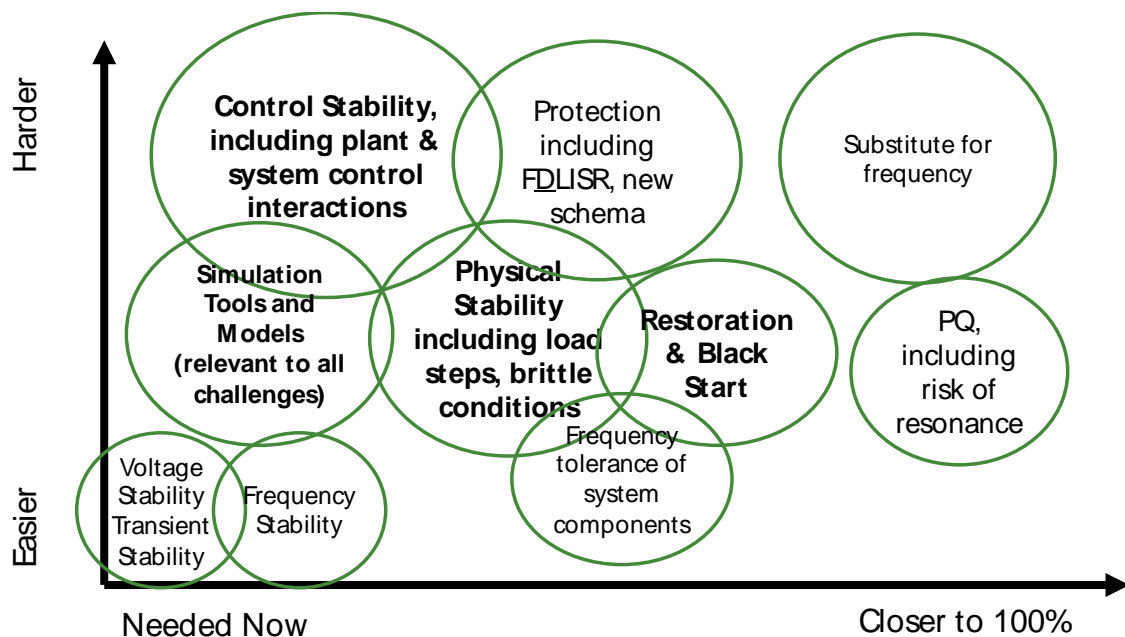 Harder
Easier
Control Stability,
including plant &
system control
interactions
Protection
including
FDLISR, new
schema
Substitute for
frequency
Simulation
Tools and
Models
(relevant to all
challenges)
Physical
Stability
including load
steps, brittle
conditions
Restoration
& Black
Start
PQ,
including
risk of
resonance
Voltage
Stability
Transient
Stability
Frequency
Stability
Frequency
tolerance of
system
components
Needed Now
Closer to 100%